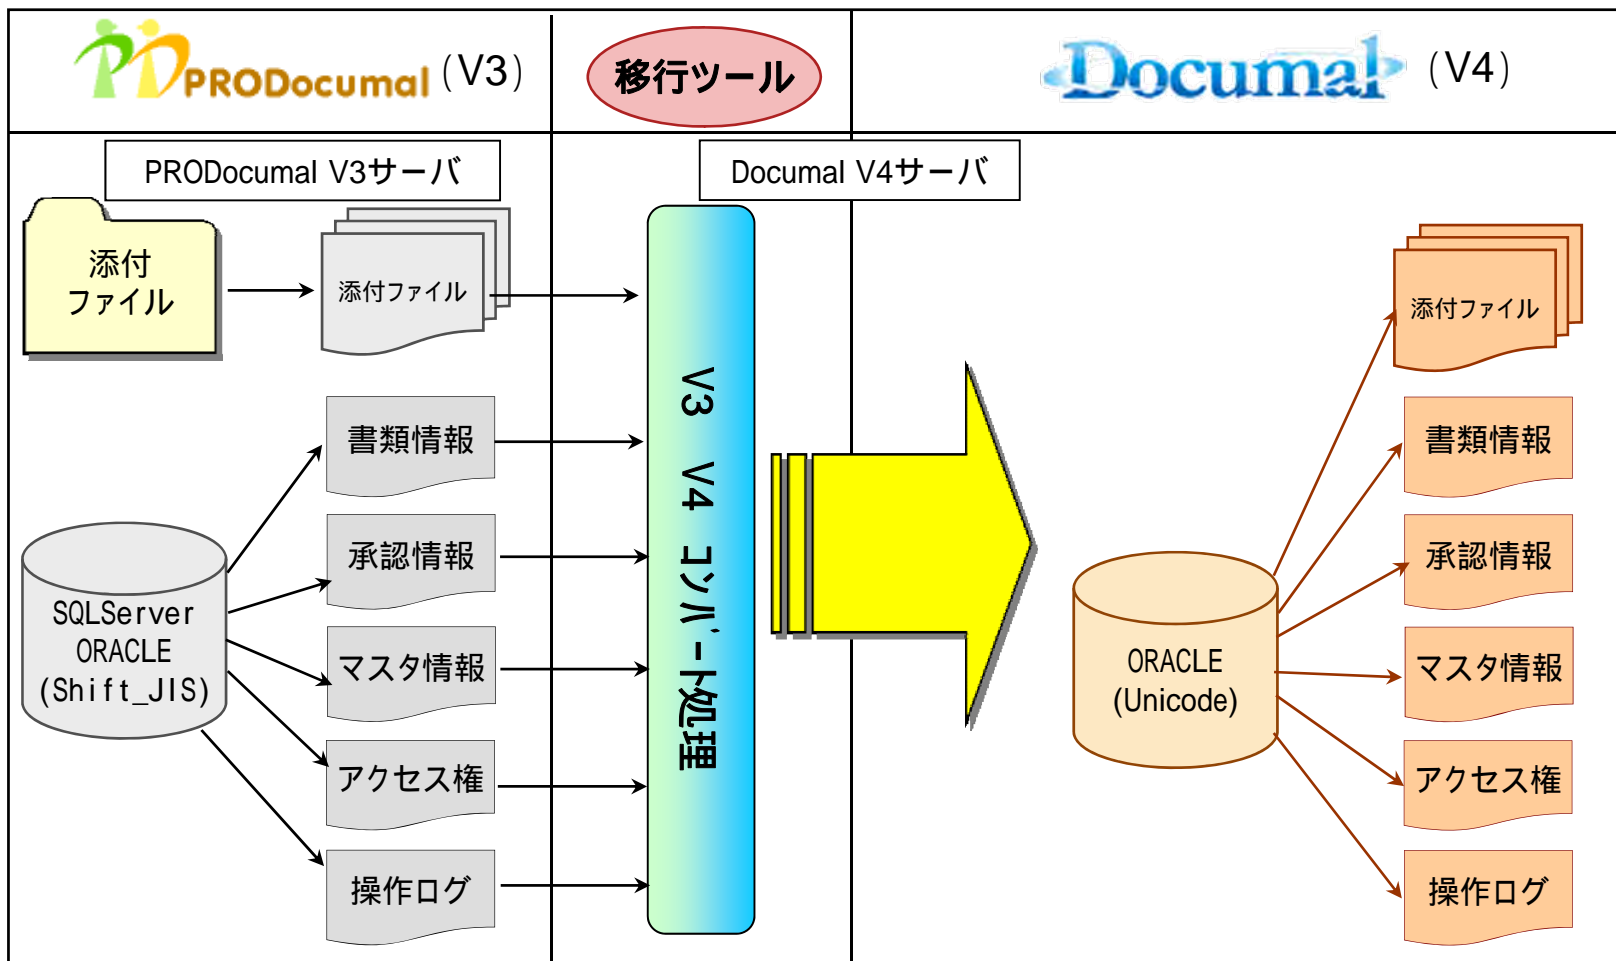 PRODocumal (V3)
移行ツール
Documal (V4)
PRODocumal V3サーバ
Documal V4サーバ
添付
ファイル
添付ファイル
書類情報
承認情報
マスタ情報
アクセス権
操作ログ
SQLServer
ORACLE
(Shift_JIS)
V3 V4 コンバート処理
ORACLE
(Unicode)
添付ファイル
書類情報
承認情報
マスタ情報
アクセス権
操作ログ